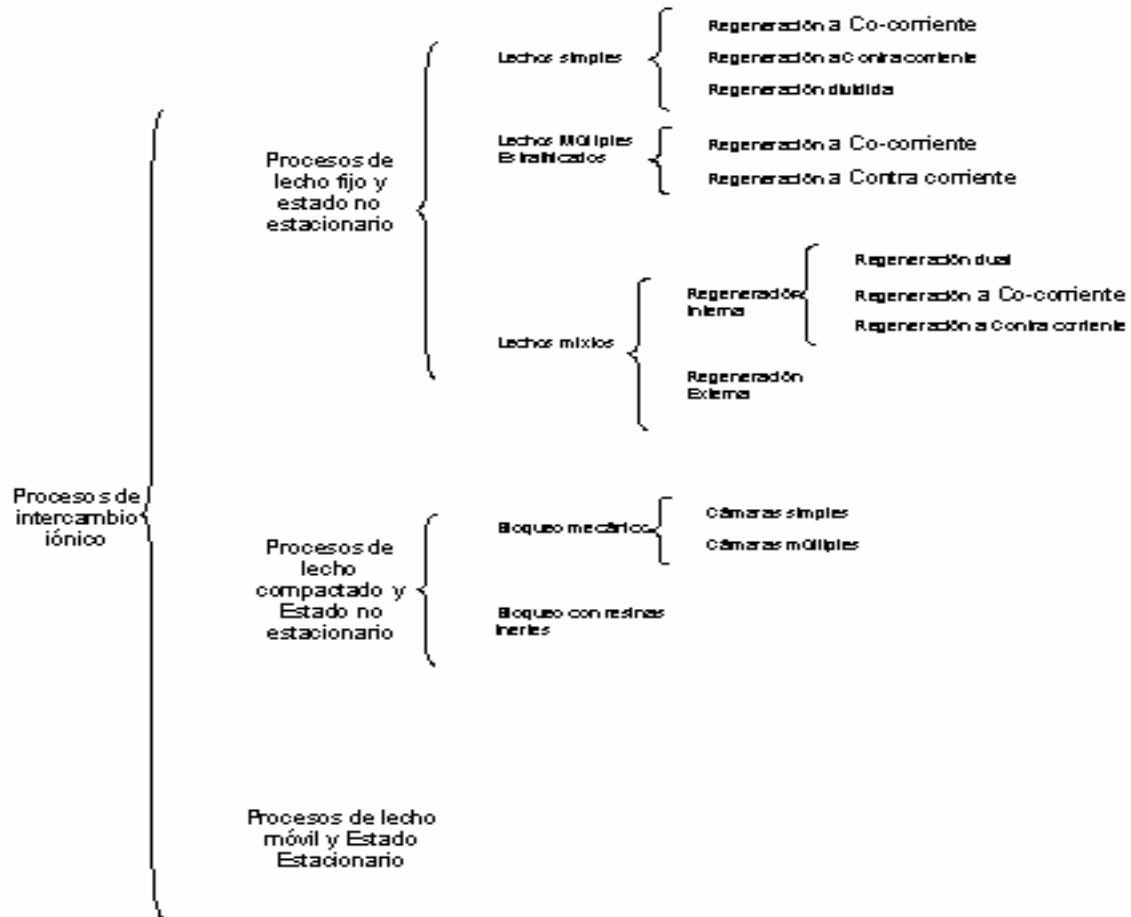 Procesos de
intercambio
iónico
Procesos de
lecho fijo y
estado no
estacionario
Lechos simples
Regeneración a Co-corriente
Regeneración a Contra corriente
Regeneración dividida
Lechos Múltiples
Estratificados
Regeneración a Co-corriente
Regeneración a Contra corriente
Lechos mixtos
Regeneración
Interna
Regeneración dual
Regeneración a Co-corriente
Regeneración a Contra corriente
Regeneración
Externa
Procesos de
lecho
compactado y
Estado no
estacionario
Bloqueo mecánico
Cámaras simples
Cámaras múltiples
Bloqueo con resinas
inertes
Procesos de lecho
móvil y Estado
Estacionario